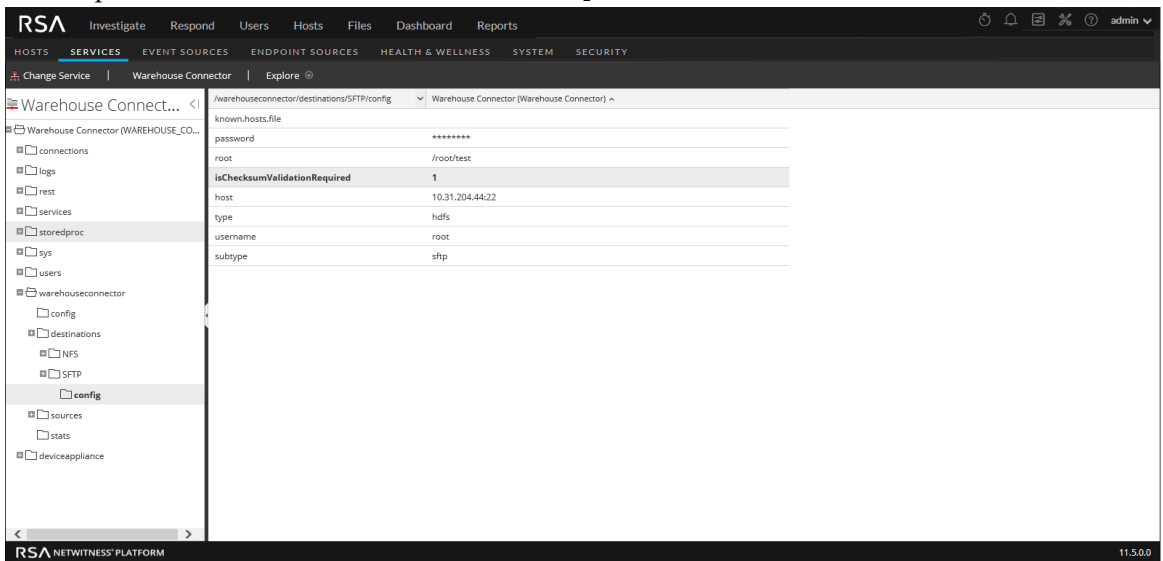 RSA Investigate Respond Users Hosts Files Dashboard Reports admin
HOSTS SERVICES EVENT SOURCES ENDPOINT SOURCES HEALTH & WELLNESS SYSTEM SECURITY
Change Service | Warehouse Connector | Explore
Warehouse Connect...
Warehouse Connector (WAREHOUSE_CO...
connections
logs
rest
services
storedproc
sys
users
warehouseconnector
config
destinations
NFS
SFTP
config
sources
stats
deviceappliance
/warehouseconnector/destinations/SFTP/config Warehouse Connector (Warehouse Connector)
known.hosts.file
password ********
root /root/test
isChecksumValidationRequired 1
host 10.31.204.44:22
type hdfs
username root
subtype sftp
RSA NETWITNESS® PLATFORM 11.5.0.0